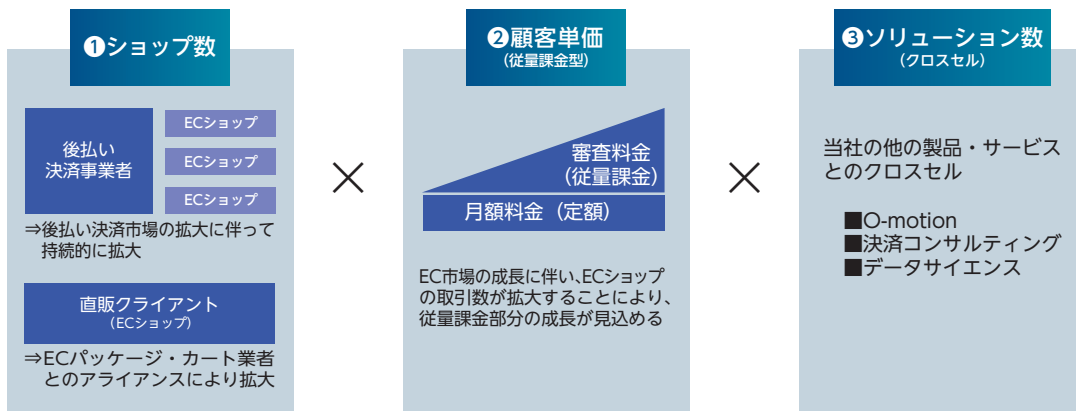 ❶ショップ数
後払い
決済事業者
ECショップ
ECショップ
ECショップ
⇒後払い決済市場の拡大に伴って
持続的に拡大
直販クライアント
(ECショップ)
⇒ECパッケージ・カート業者
とのアライアンスにより拡大
×
❷顧客単価
(従量課金型)
審査料金
(従量課金)
月額料金(定額)
EC市場の成長に伴い、ECショップ
の取引数が拡大することにより、
従量課金部分の成長が見込める
×
❸ソリューション数
(クロスセル)
当社の他の製品・サービス
とのクロスセル
■O-motion
■決済コンサルティング
■データサイエンス